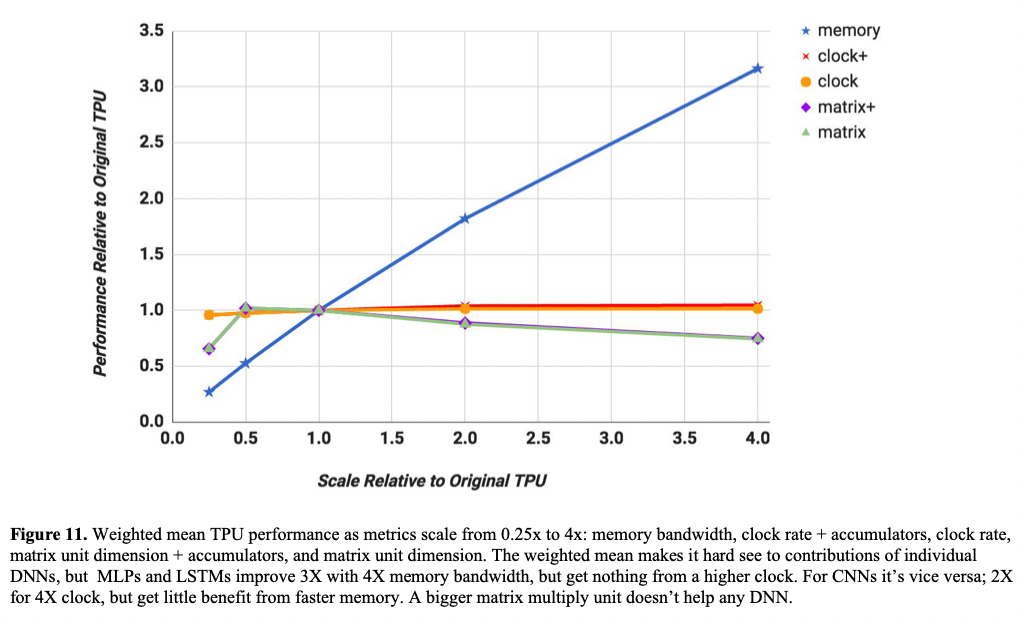 3.5
3.0
2.5
2.0
1.5
1.0
0.5
0.0
Performance Relative to Original TPU
0.0 0.5 1.0 1.5 2.0 2.5 3.0 3.5 4.0
Scale Relative to Original TPU
memory
clock+
clock
matrix+
matrix
Figure 11. Weighted mean TPU performance as metrics scale from 0.25x to 4x: memory bandwidth, clock rate + accumulators, clock rate,
matrix unit dimension + accumulators, and matrix unit dimension. The weighted mean makes it hard see to contributions of individual
DNNs, but MLPs and LSTMs improve 3X with 4X memory bandwidth, but get nothing from a higher clock. For CNNs it’s vice versa; 2X
for 4X clock, but get little benefit from faster memory. A bigger matrix multiply unit doesn’t help any DNN.